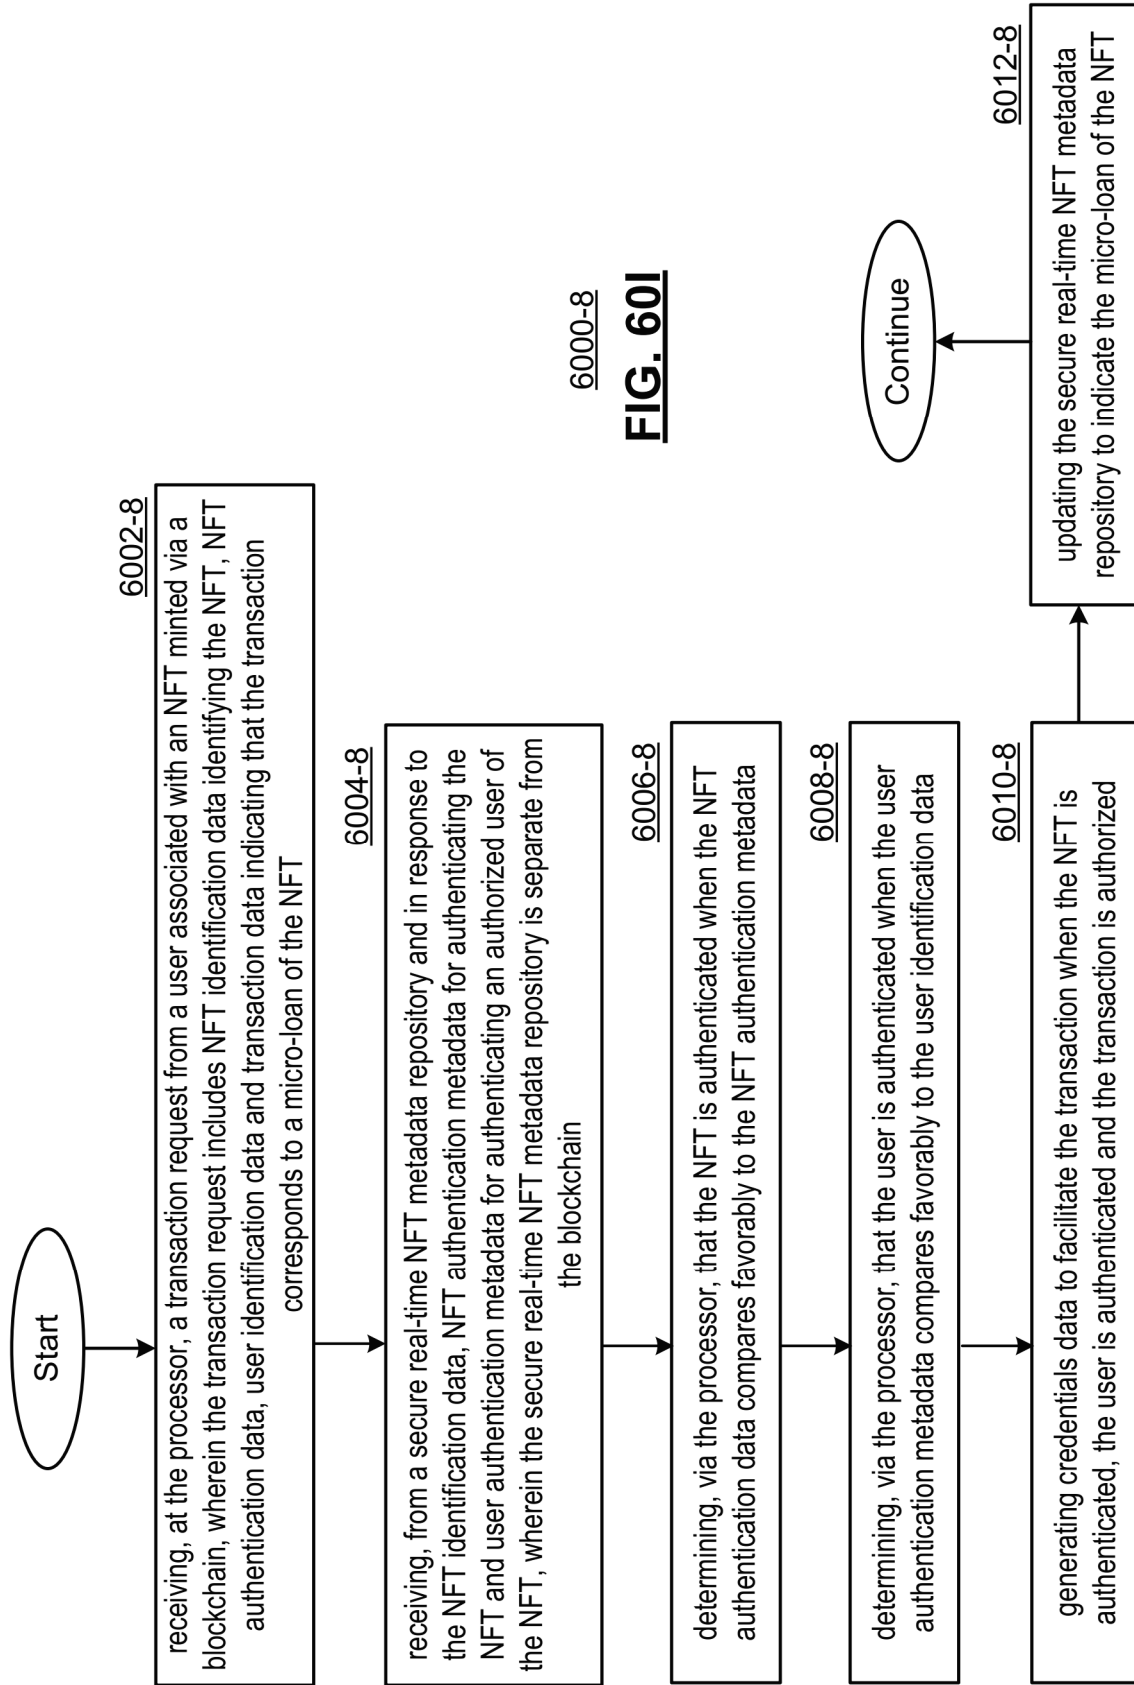 Start
6002-8
receiving, at the processor, a transaction request from a user associated with an NFT minted via a
blockchain, wherein the transaction request includes NFT identification data identifying the NFT, NFT
authentication data, user identification data and transaction data indicating that the transaction
corresponds to a micro-loan of the NFT
6004-8
receiving, from a secure real-time NFT metadata repository and in response to
the NFT identification data, NFT authentication metadata for authenticating the
NFT and user authentication metadata for authenticating an authorized user of
the NFT, wherein the secure real-time NFT metadata repository is separate from
the blockchain
6006-8
determining, via the processor, that the NFT is authenticated when the NFT
authentication data compares favorably to the NFT authentication metadata
6008-8
determining, via the processor, that the user is authenticated when the user
authentication metadata compares favorably to the user identification data
6010-8
generating credentials data to facilitate the transaction when the NFT is
authenticated, the user is authenticated and the transaction is authorized
6012-8
updating the secure real-time NFT metadata
repository to indicate the micro-loan of the NFT
Continue
6000-8
FIG. 60I